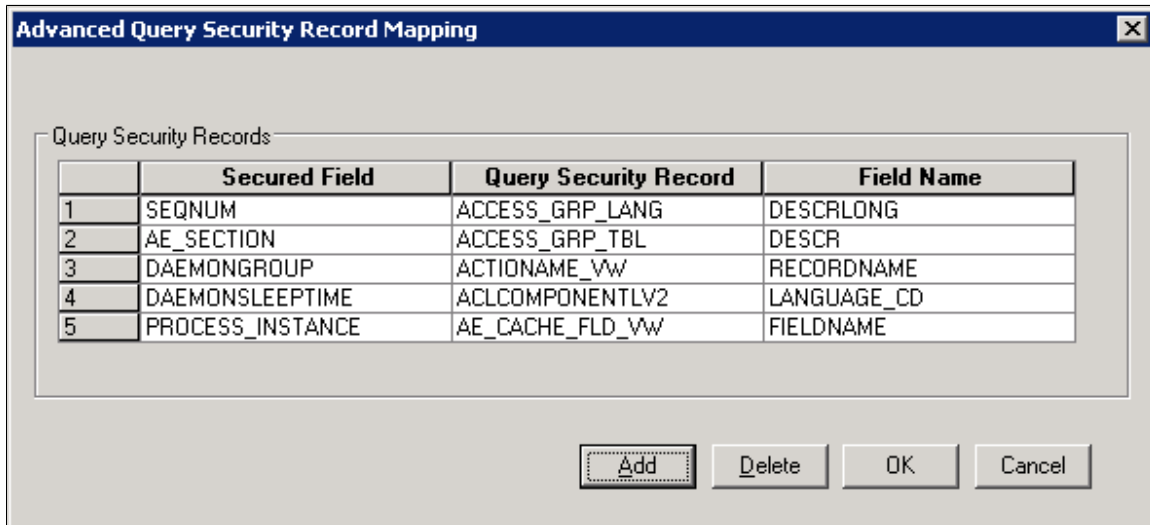 Advanced Query Security Record Mapping
Query Security Records
Secured Field Query Security Record Field Name
1 SEQNUM ACCESS_GRP_LANG DESCRLONG
2 AE_SECTION ACCESS_GRP_TBL DESCR
3 DAEMONGROUP ACTIONAME_VW RECORDNAME
4 DAEMONSLEEPTIME ACLCOMPONENTLV2 LANGUAGE_CD
5 PROCESS_INSTANCE AE_CACHE_FLD_VW FIELDNAME
Add Delete OK Cancel